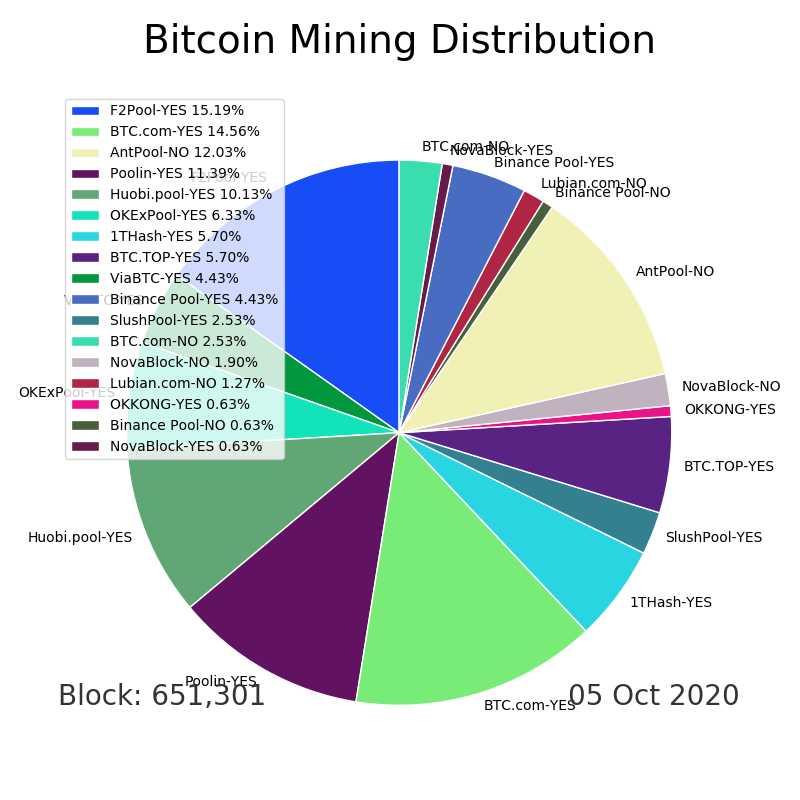 Bitcoin Mining Distribution
F2Pool-YES 15.19%
BTC.com-YES 14.56%
AntPool-NO 12.03%
Poolin-YES 11.39%
Huobi.pool-YES 10.13%
OKExPool-YES 6.33%
1THash-YES 5.70%
BTC.TOP-YES 5.70%
ViaBTC-YES 4.43%
Binance Pool-YES 4.43%
SlushPool-YES 2.53%
BTC.com-NO 2.53%
NovaBlock-NO 1.90%
Lubian.com-NO 1.27%
OKKONG-YES 0.63%
Binance Pool-NO 0.63%
NovaBlock-YES 0.63%
BTC.com-NO
NovaBlock-YES
Binance Pool-YES
Lubian.com-NO
Binance Pool-NO
AntPool-NO
NovaBlock-NO
OKKONG-YES
BTC.TOP-YES
SlushPool-YES
1THash-YES
BTC.com-YES
Poolin-YES
Huobi.pool-YES
OKExPool-YES
Block: 651,301
05 Oct 2020